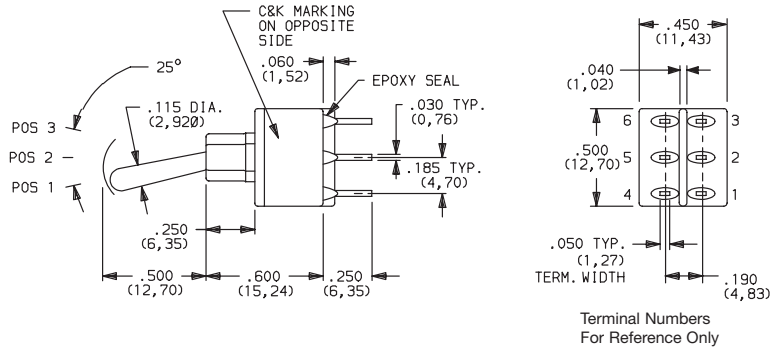 C&K MARKING
ON OPPOSITE
SIDE
.060
(1,52)
EPOXY SEAL
25°
.115 DIA.
(2,920)
.030 TYP.
(0,76)
POS 3
POS 2
POS 1
.185 TYP.
(4,70)
.250
(6,35)
.500
(12,70)
.600
(15,24)
.250
(6,35)
.450
(11,43)
.040
(1,02)
6
3
.500
(12,70)
5
2
4
1
.050 TYP.
(1,27)
TERM. WIDTH
.190
(4,83)
Terminal Numbers
For Reference Only